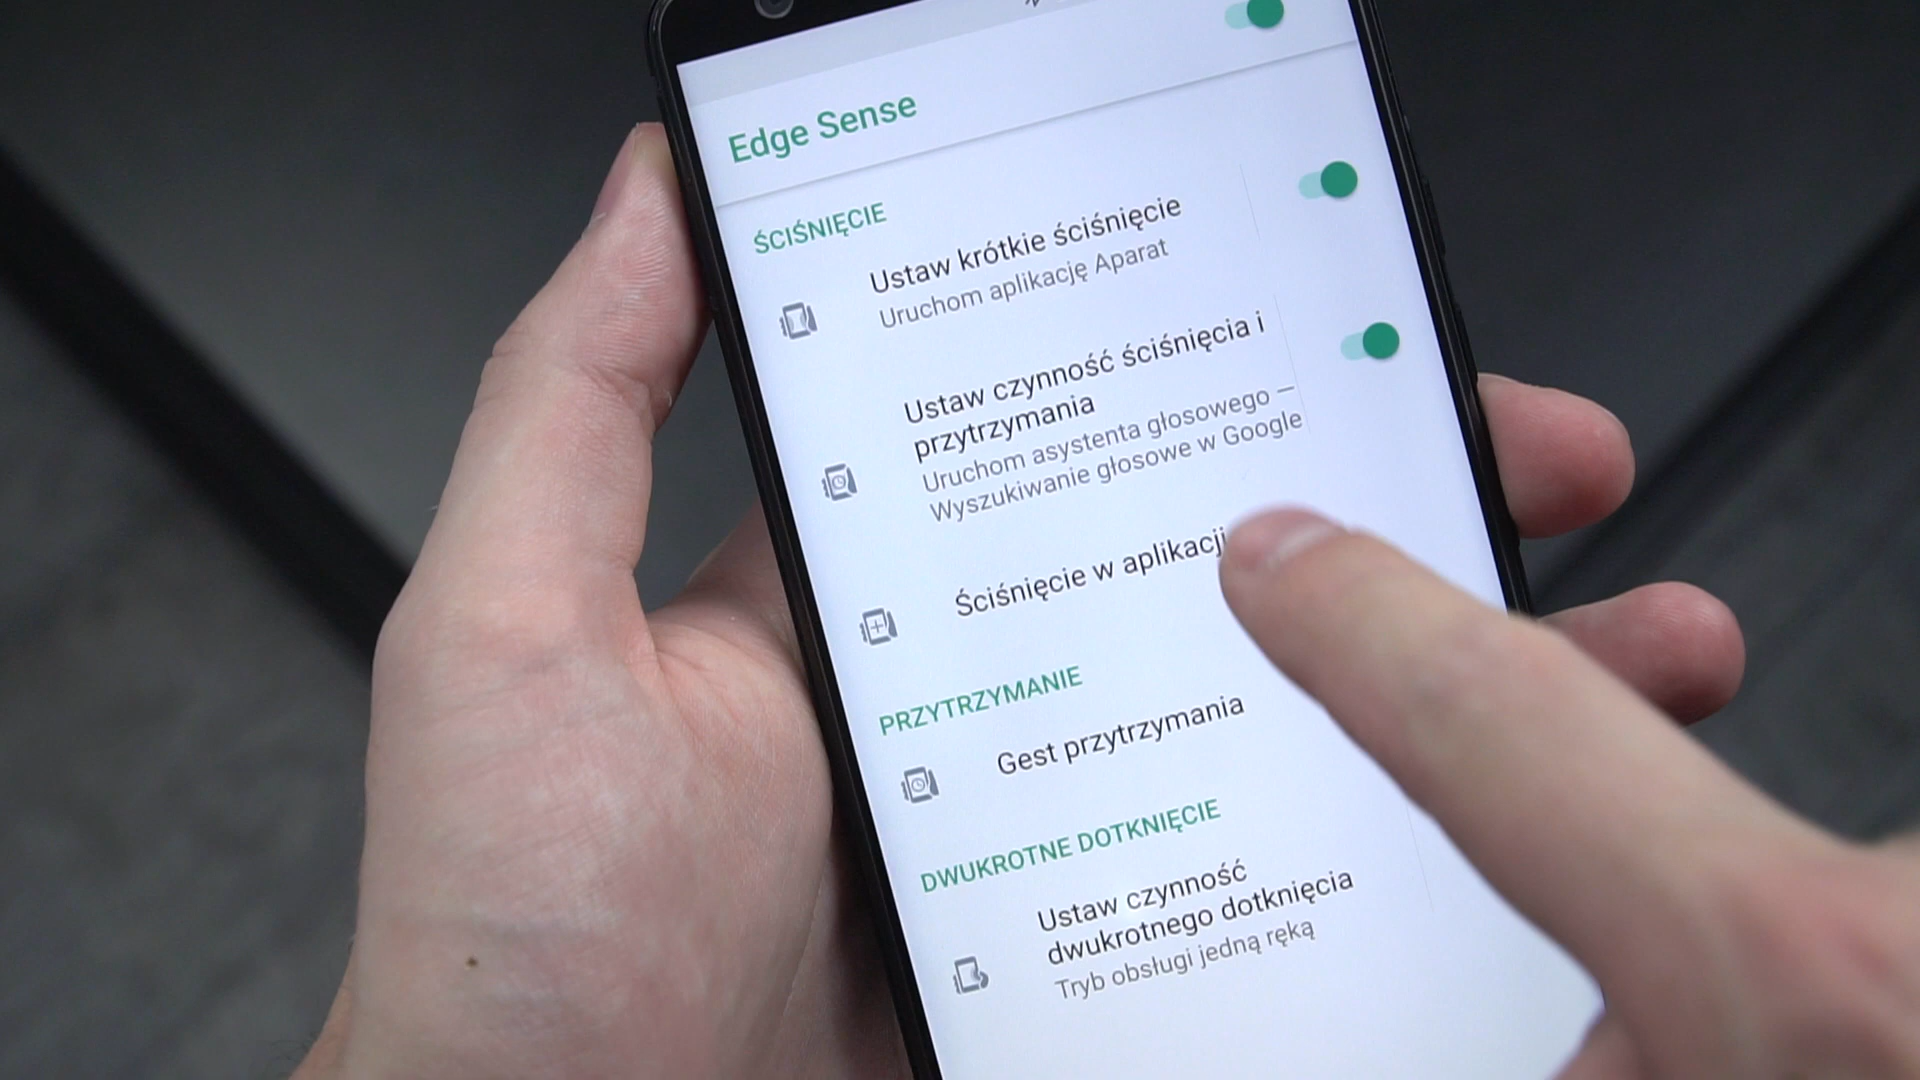 Edge Sense
ŚCIŚNIĘCIE
Ustaw krótkie ściśnięcie
Uruchom aplikację Aparat
Ustaw czynność ściśnięcia i
przytrzymania
Uruchom asystenta głosowego —
Wyszukiwanie głosowe w Google
Ściśnięcie w aplikacji
PRZYTRZYMANIE
Gest przytrzymania
DWUKROTNE DOTKNIĘCIE
Ustaw czynność
dwukrotnego dotknięcia
Tryb obsługi jedną ręką